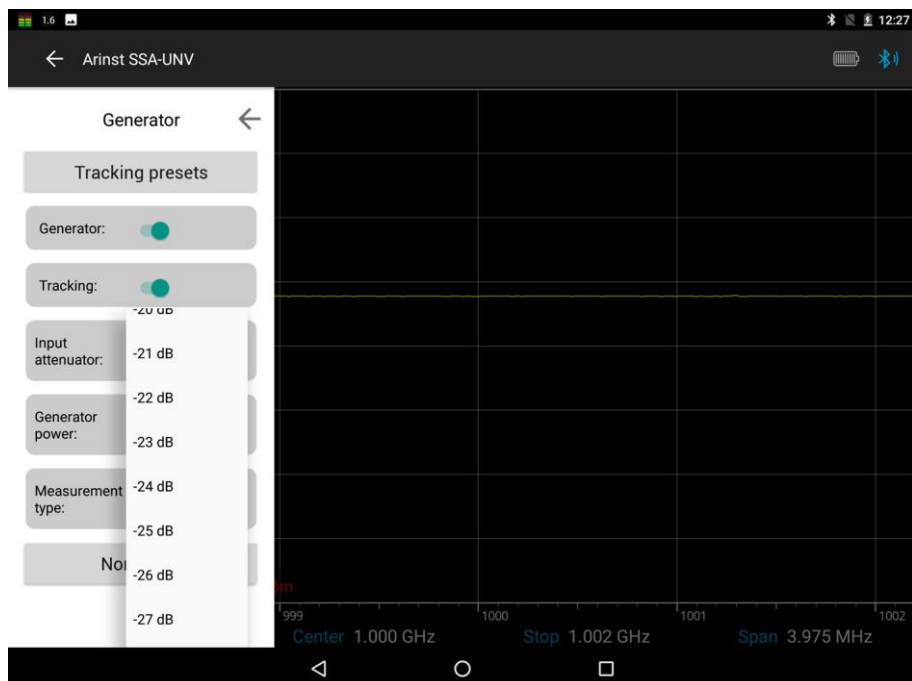 1.6
12:27
Arinst SSA-UNV
Generator
Tracking presets
Generator:
Tracking:
-20 dB
Input
attenuator:
-21 dB
-22 dB
Generator
power:
-23 dB
Measurement
type:
-24 dB
-25 dB
-26 dB
-27 dB
999
1000
1001
1002
Center 1.000 GHz
Stop 1.002 GHz
Span 3.975 MHz